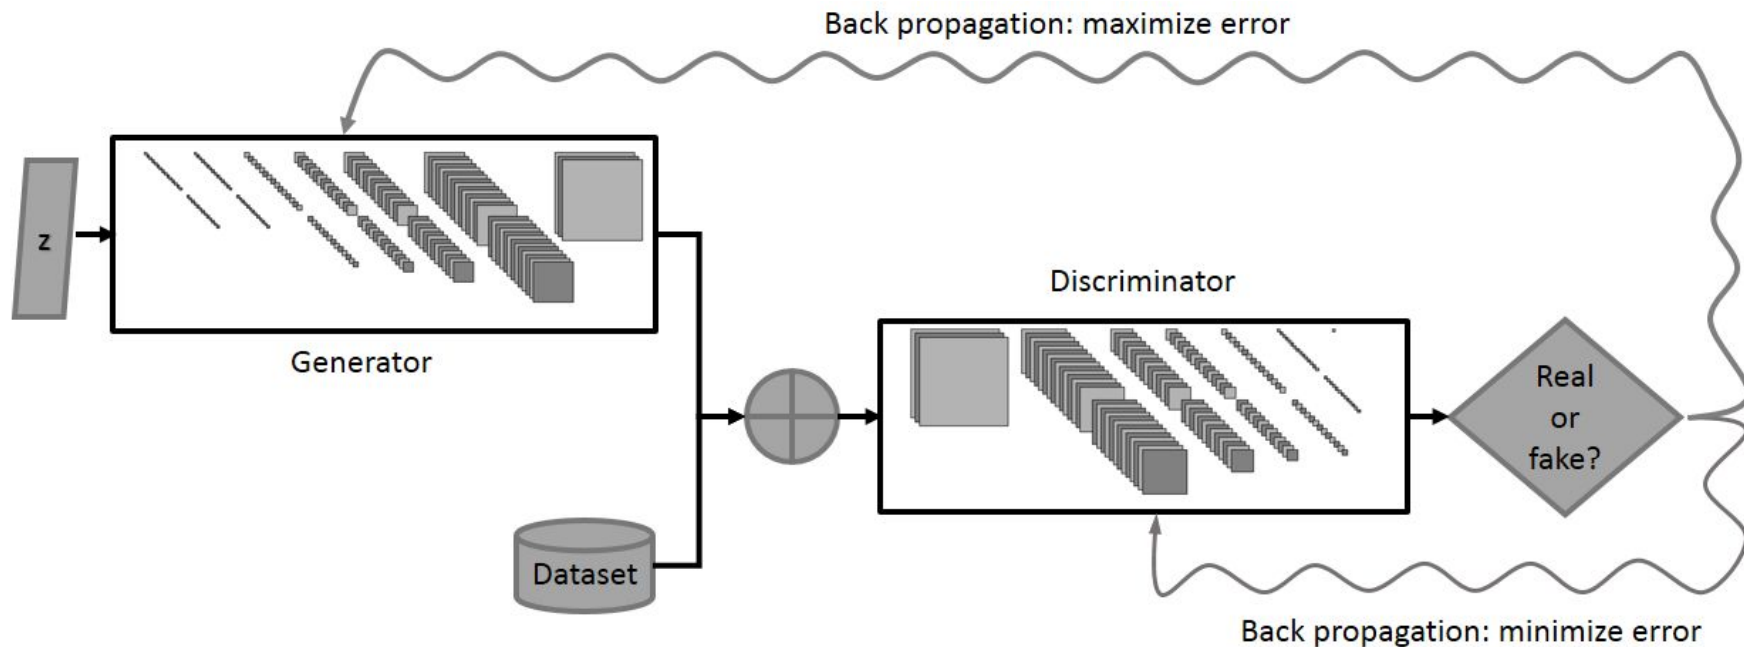 Back propagation: maximize error
z
Generator
Discriminator
Real
or
fake?
Dataset
Back propagation: minimize error